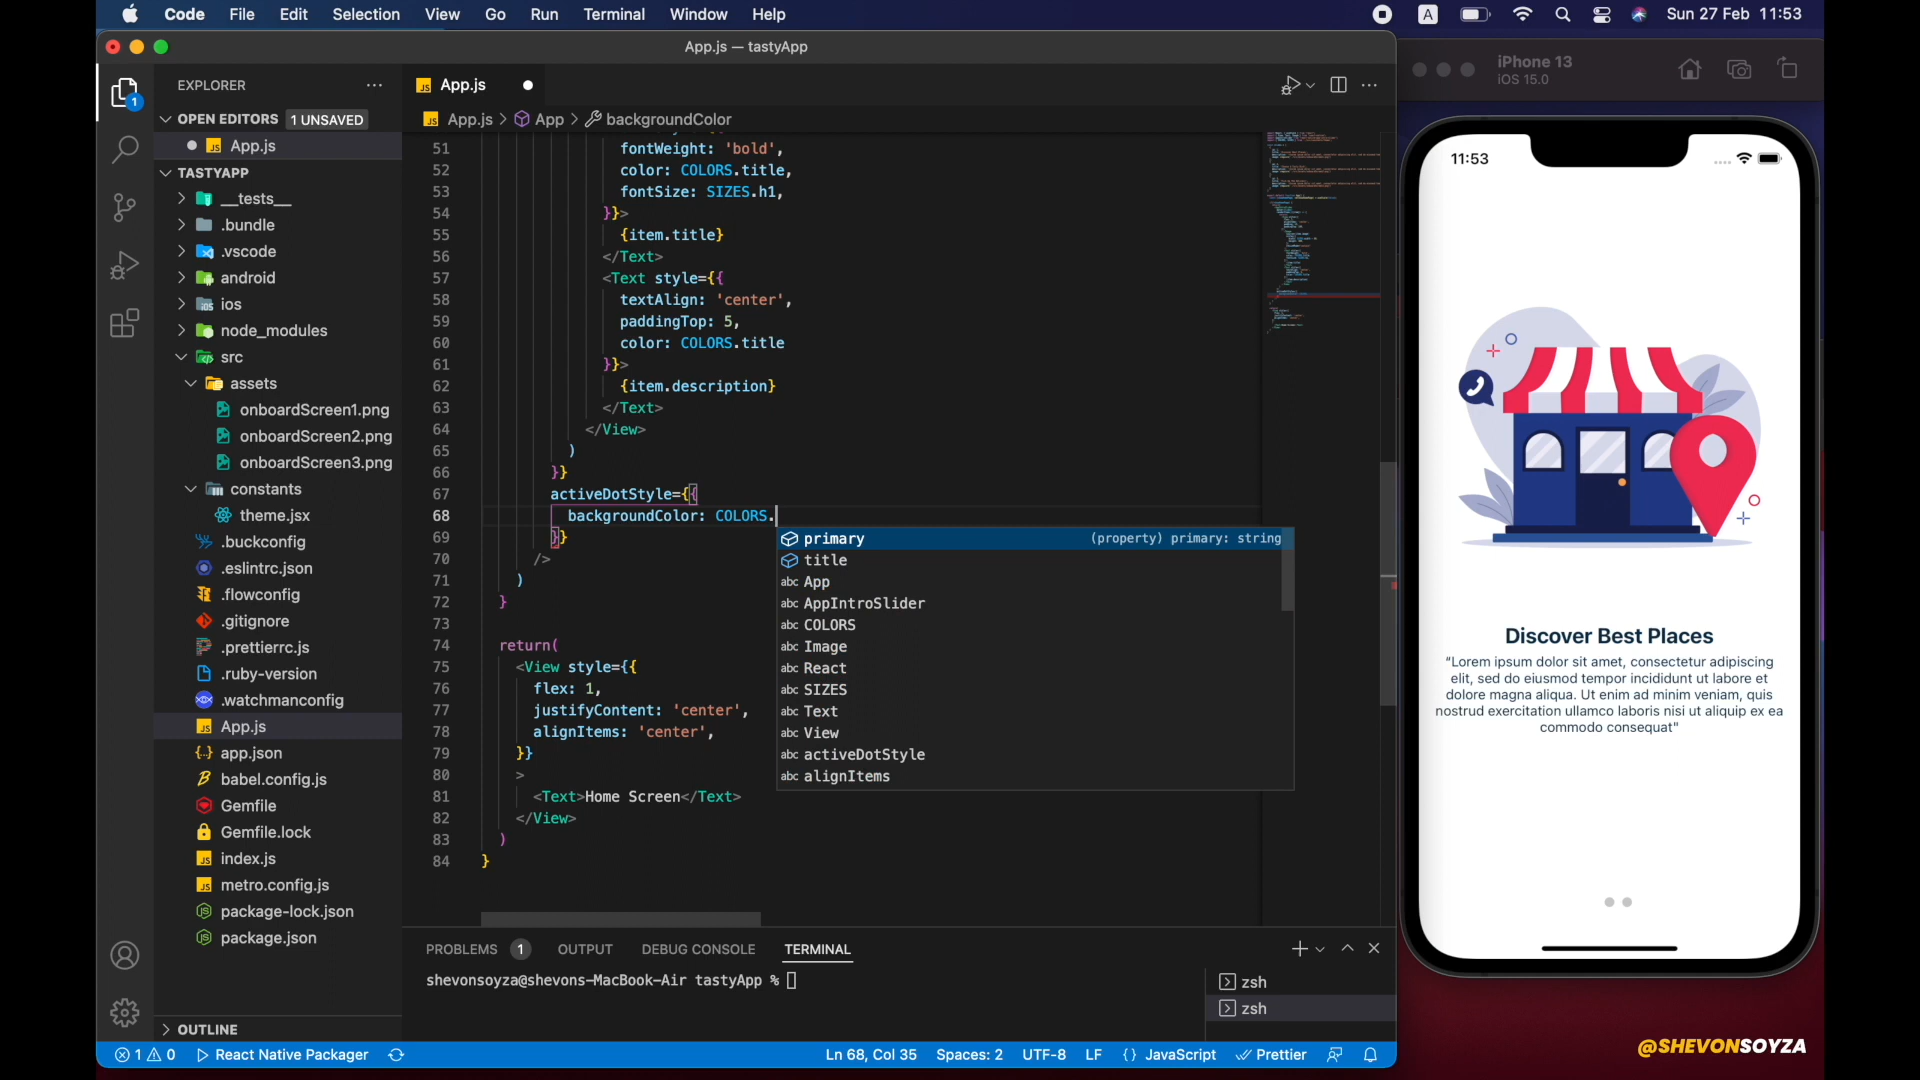 Code File Edit Selection View Go Run Terminal Window Help
A
Sun 27 Feb 11:53
App.js — tastyApp
EXPLORER
1
OPEN EDITORS 1 UNSAVED
JS App.js
TASTYAPP
__tests__
.bundle
.vscode
android
ios
node_modules
src
assets
onboardScreen1.png
onboardScreen2.png
onboardScreen3.png
constants
theme.jsx
.buckconfig
.eslintrc.json
.flowconfig
.gitignore
.prettierrc.js
.ruby-version
.watchmanconfig
JS App.js
app.json
babel.config.js
Gemfile
Gemfile.lock
JS index.js
JS metro.config.js
package-lock.json
package.json
OUTLINE
JS App.js
JS App.js > App > backgroundColor
51 fontWeight: 'bold',
52 color: COLORS.title,
53 fontSize: SIZES.h1,
54 }}>
55 {item.title}
56 </Text>
57 <Text style={{
58 textAlign: 'center',
59 paddingTop: 5,
60 color: COLORS.title
61 }}>
62 {item.description}
63 </Text>
64 </View>
65 )
66 }}
67 activeDotStyle={{
68 backgroundColor: COLORS.
69 }}
70 />
71 )
72 }
73
74 return(
75 <View style={{
76 flex: 1,
77 justifyContent: 'center',
78 alignItems: 'center',
79 }}
80 >
81 <Text>Home Screen</Text>
82 </View>
83 )
84 }
primary (property) primary: string
title
abc App
abc AppIntroSlider
abc COLORS
abc Image
abc React
abc SIZES
abc Text
abc View
abc activeDotStyle
abc alignItems
PROBLEMS 1 OUTPUT DEBUG CONSOLE TERMINAL
shevonsoyza@shevons-MacBook-Air tastyApp %
zsh
zsh
1 0 React Native Packager
Ln 68, Col 35 Spaces: 2 UTF-8 LF {} JavaScript Prettier
iPhone 13
iOS 15.0
11:53
Discover Best Places
"Lorem ipsum dolor sit amet, consectetur adipiscing
elit, sed do eiusmod tempor incididunt ut labore et
dolore magna aliqua. Ut enim ad minim veniam, quis
nostrud exercitation ullamco laboris nisi ut aliquip ex ea
commodo consequat"
@SHEVONSOYZA